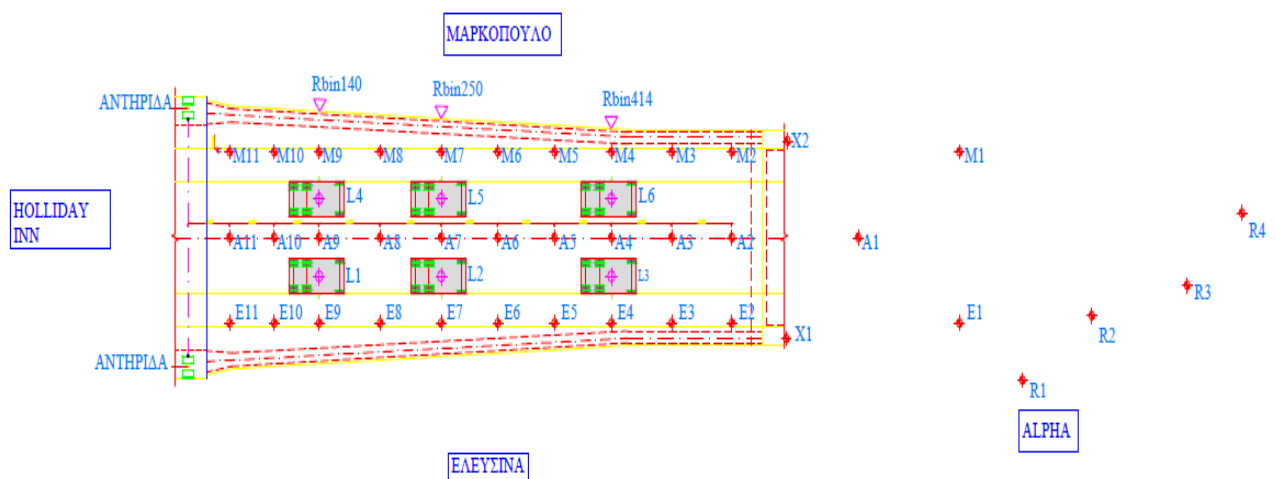 ΜΑΡΚΟΠΟΥΛΟ
Rbin140
Rbin250
Rbin414
ΑΝΤΗΡΙΔΑ
X2
M11 M10 M9 M8 M7 M6 M5 M4 M3 M2 M1
L4 L5 L6
HOLLIDAY
INN
R4
A11 A10 A9 A8 A7 A6 A5 A4 A3 A2 A1
L1 L2 L3
R3
E11 E10 E9 E8 E7 E6 E5 E4 E3 E2 E1
R2
X1
ΑΝΤΗΡΙΔΑ
R1
ALPHA
ΕΛΕΥΣΙΝΑ